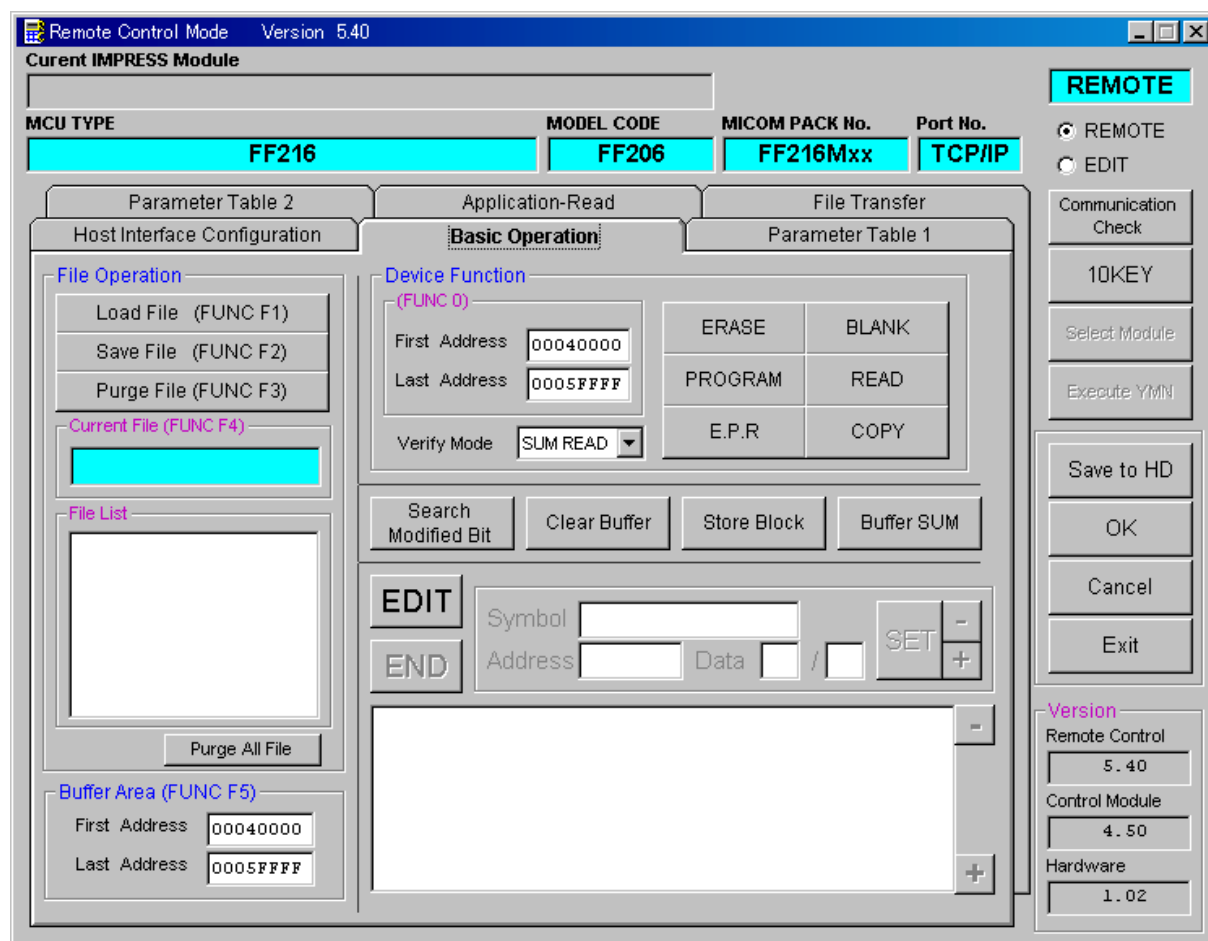 Remote Control Mode Version 5.40
Curent IMPRESS Module
MCU TYPE MODEL CODE MICOM PACK No. Port No.
FF216 FF206 FF216Mxx TCP/IP
REMOTE
REMOTE
EDIT
Communication
Check
10KEY
Select Module
Execute YMN
Save to HD
OK
Cancel
Exit
Version
Remote Control
5.40
Control Module
4.50
Hardware
1.02
Parameter Table 2 Application-Read File Transfer
Host Interface Configuration Basic Operation Parameter Table 1
File Operation
Load File (FUNC F1)
Save File (FUNC F2)
Purge File (FUNC F3)
Current File (FUNC F4)
File List
Purge All File
Buffer Area (FUNC F5)
First Address 00040000
Last Address 0005FFFF
Device Function
(FUNC 0)
First Address 00040000
Last Address 0005FFFF
Verify Mode SUM READ
ERASE BLANK
PROGRAM READ
E.P.R COPY
Search
Modified Bit
Clear Buffer
Store Block
Buffer SUM
EDIT
END
Symbol
Address Data /
SET
-
+
-
+